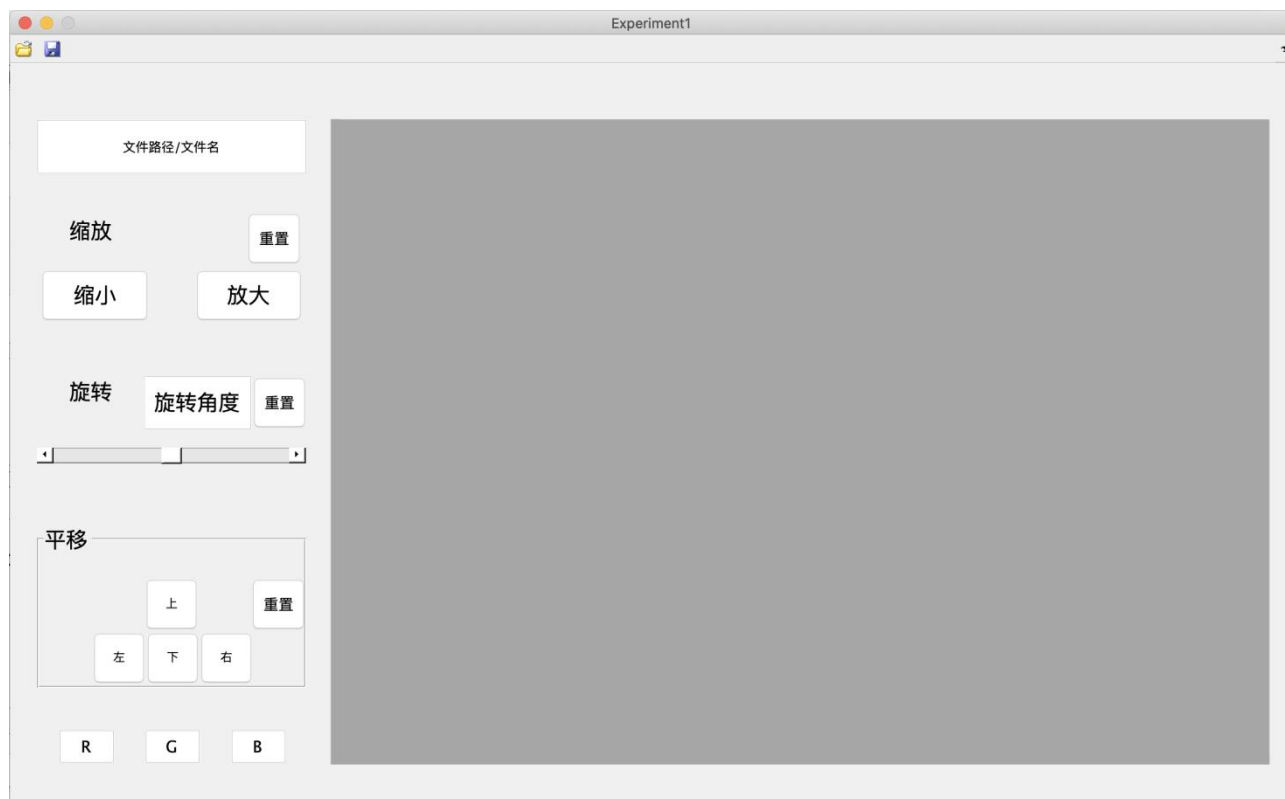 Experiment1
文件路径/文件名
缩放
重置
缩小 放大
旋转 旋转角度 重置
平移
上 重置
左 下 右
R G B